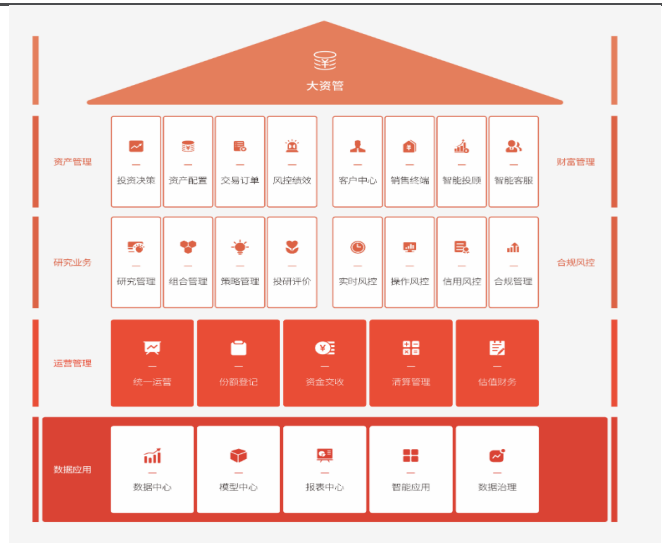 大资管
资产管理
投资决策
资产配置
交易订单
风控绩效
客户中心
销售终端
智能投顾
智能客服
财富管理
研究业务
研究管理
组合管理
策略管理
投研评价
实时风控
操作风控
信用风控
合规管理
合规风控
运营管理
统一运营
份额登记
资金交收
清算管理
估值财务
数据应用
数据中心
模型中心
报表中心
智能应用
数据治理